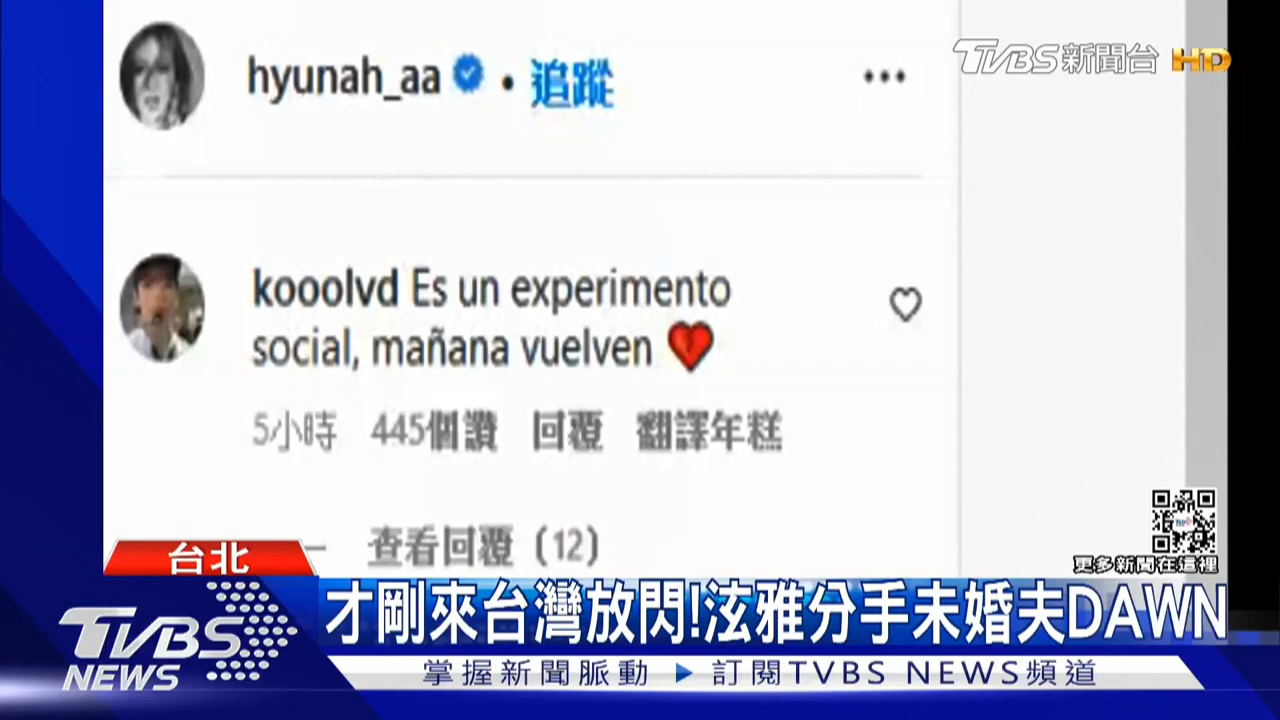 hyunah_aa • 追蹤
TVBS新聞台 HD
kooolvd Es un experimento
social, mañana vuelven
5小時 445個讚 回覆 翻譯年糕
查看回覆 (12)
更多新聞在這裡
台北
才剛來台灣放閃!泫雅分手未婚夫DAWN
TVBS
NEWS
掌握新聞脈動 ▶ 訂閱TVBS NEWS頻道